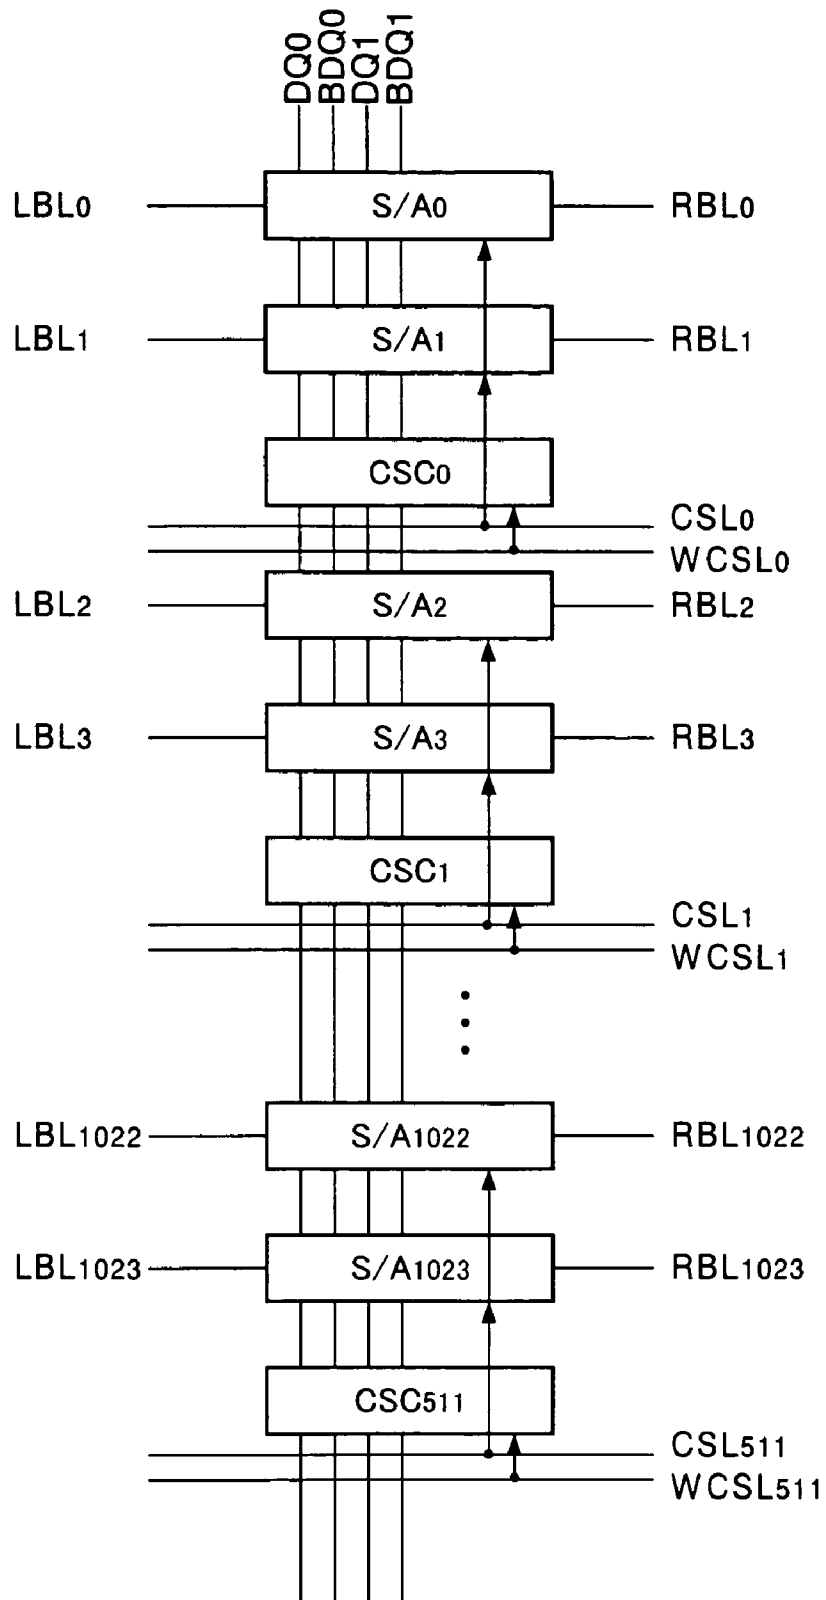 DQ0 BDQ0 DQ1 BDQ1
LBL0 S/A0 RBL0
LBL1 S/A1 RBL1
CSC0
CSL0
WCSL0
LBL2 S/A2 RBL2
LBL3 S/A3 RBL3
CSC1
CSL1
WCSL1
LBL1022 S/A1022 RBL1022
LBL1023 S/A1023 RBL1023
CSC511
CSL511
WCSL511